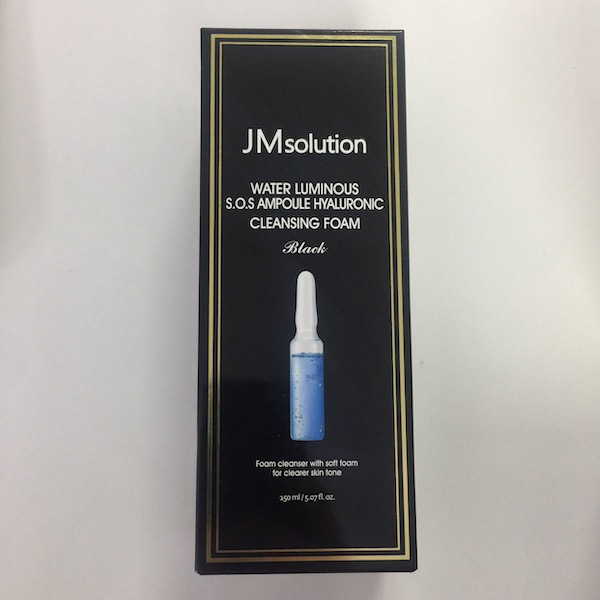 JMsolution
WATER LUMINOUS
S.O.S AMPOULE HYALURONIC
CLEANSING FOAM
Black
Foam cleanser with soft foam
for clearer skin tone
150 ml / 5.07 fl. oz.